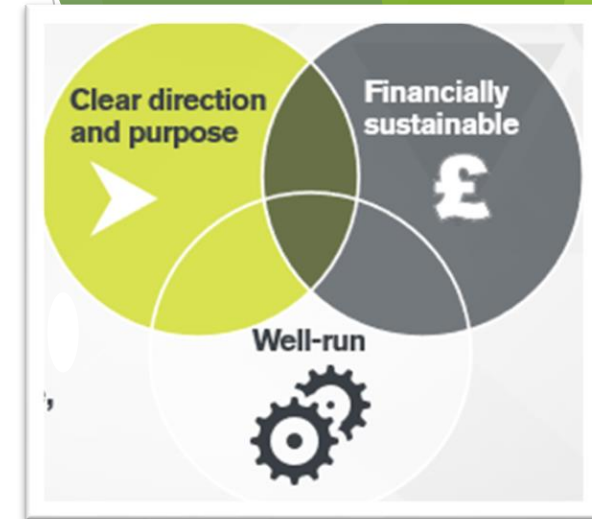 Clear direction
and purpose
Financially
sustainable
£
Well-run
,